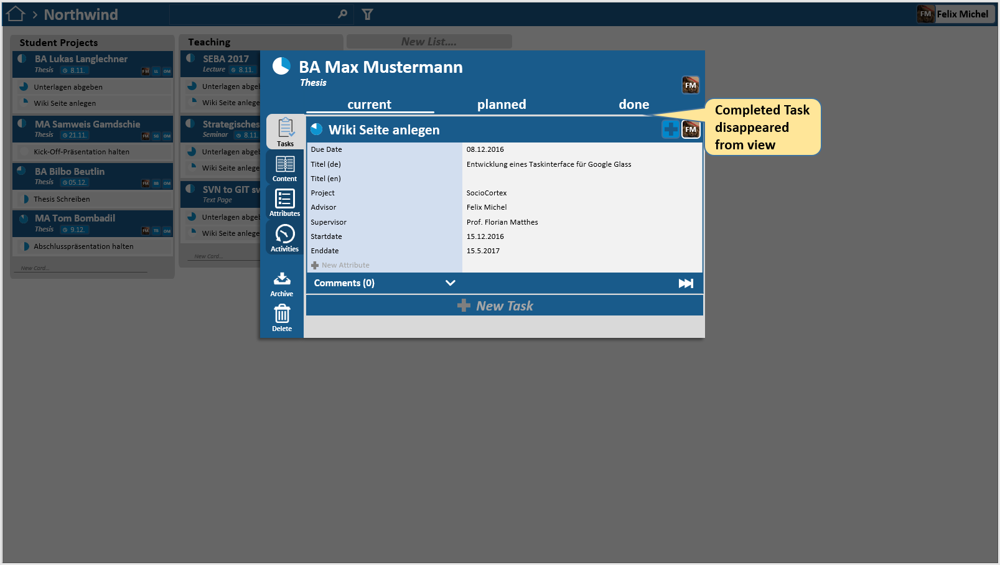 Northwind
FM Felix Michel
Student Projects
BA Lukas Langlechner
Thesis 8.11.
FM LL OM
Unterlagen abgeben
Wiki Seite anlegen
MA Samweis Gamdschie
Thesis 21.11.
FM SG OM
Kick-Off-Präsentation halten
BA Bilbo Beutlin
Thesis 05.12.
FM BB OM
Thesis Schreiben
MA Tom Bombadil
Thesis 9.12.
FM TB OM
Abschlusspräsentation halten
New Card...
Teaching
SEBA 2017
Lecture 8.11.
Unterlagen abgeb
Wiki Seite anlege
Strategisches
Seminar 8.11.
Unterlagen abgeb
Wiki Seite anlege
SVN to GIT sw
Text Page
Unterlagen abgeb
Wiki Seite anlege
New Card...
New List....
BA Max Mustermann
Thesis
FM
current planned done
Tasks
Content
Attributes
Activities
Archive
Delete
Wiki Seite anlegen
FM
Due Date 08.12.2016
Titel (de) Entwicklung eines Taskinterface für Google Glass
Titel (en)
Project SocioCortex
Advisor Felix Michel
Supervisor Prof. Florian Matthes
Startdate 15.12.2016
Enddate 15.5.2017
New Attribute
Comments (0)
New Task
Completed Task
disappeared
from view